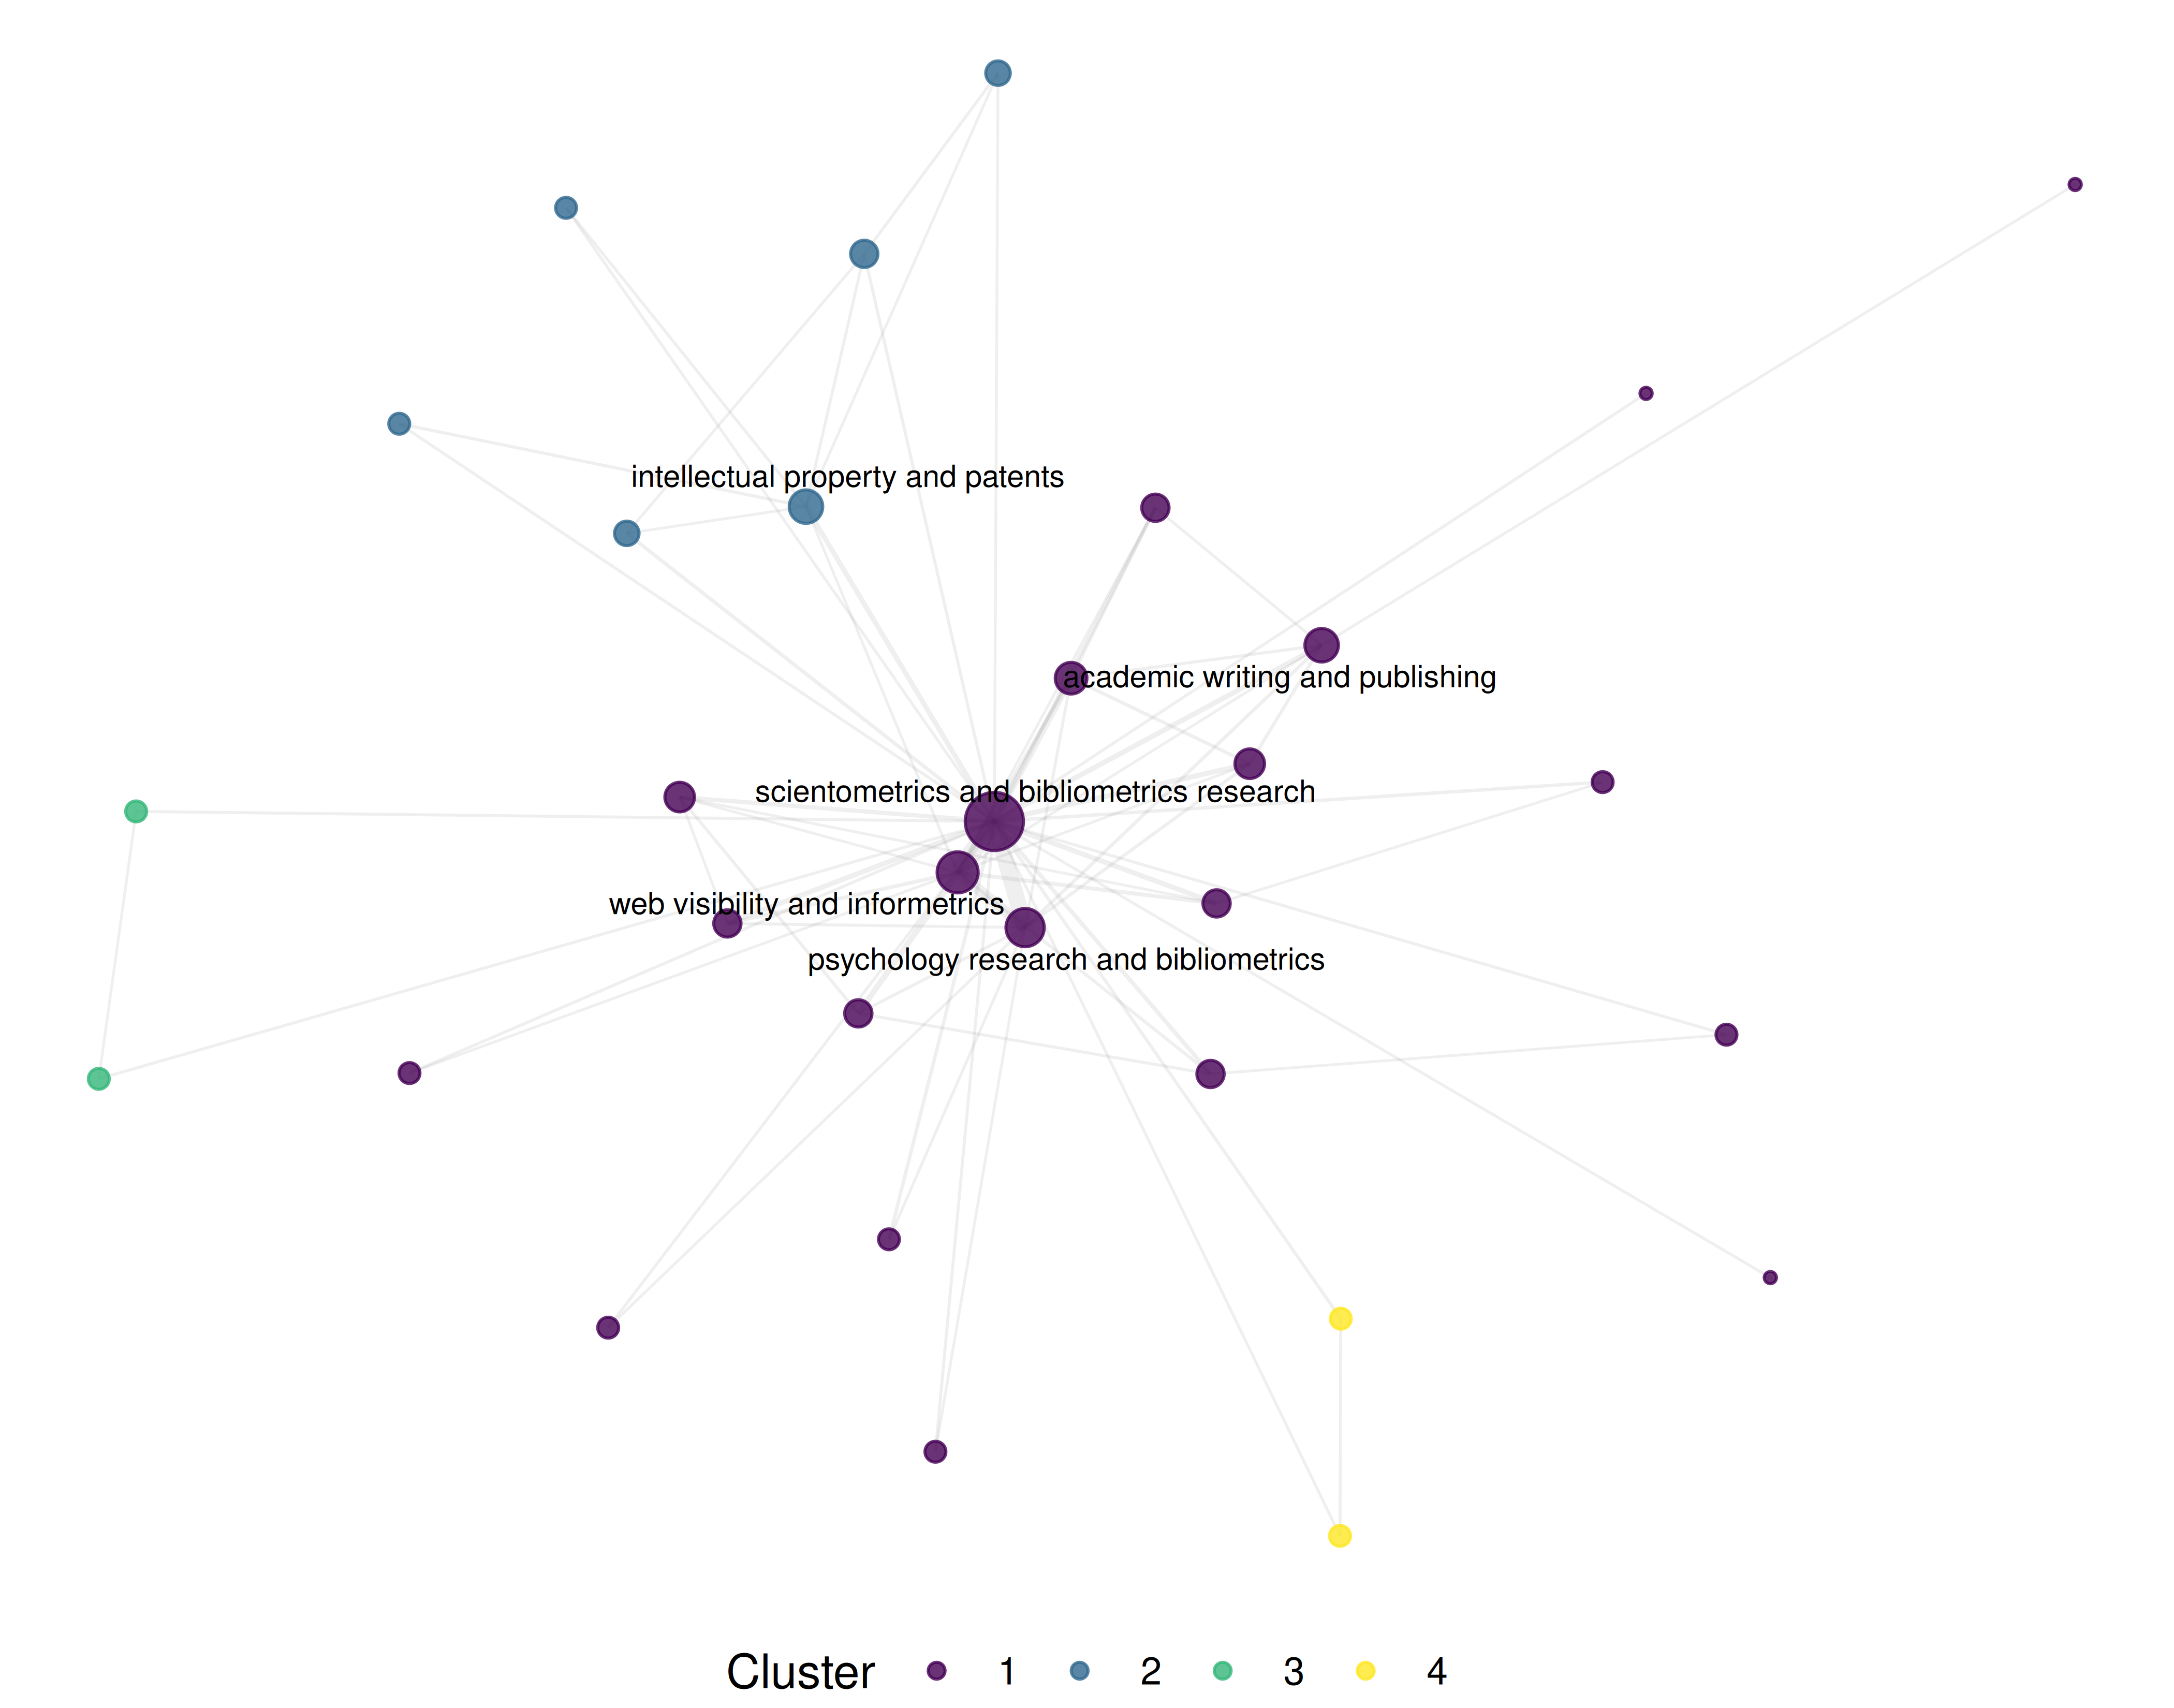 intellectual property and patents
academic writing and publishing
scientometrics and bibliometrics research
web visibility and informetrics
psychology research and bibliometrics
Cluster 1 2 3 4